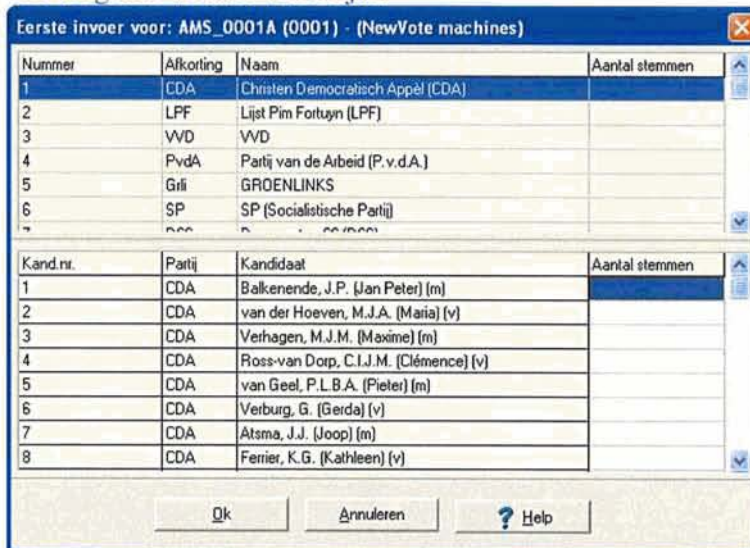 Eerste invoer voor: AMS_0001A (0001) - (NewVote machines)
Nummer Afkorting Naam Aantal stemmen
1 CDA Christen Democratisch Appèl (CDA)
2 LPF Lijst Pim Fortuyn (LPF)
3 VVD VVD
4 PvdA Partij van de Arbeid (P.v.d.A.)
5 Grli GROENLINKS
6 SP SP (Socialistische Partij)
Kand.nr. Partij Kandidaat Aantal stemmen
1 CDA Balkenende, J.P. (Jan Peter) (m)
2 CDA van der Hoeven, M.J.A. (Maria) (v)
3 CDA Verhagen, M.J.M. (Maxime) (m)
4 CDA Ross-van Dorp, C.I.J.M. (Clémence) (v)
5 CDA van Geel, P.L.B.A. (Pieter) (m)
6 CDA Verburg, G. (Gerda) (v)
7 CDA Atsma, J.J. (Joop) (m)
8 CDA Ferrier, K.G. (Kathleen) (v)
Ok Annuleren ? Help